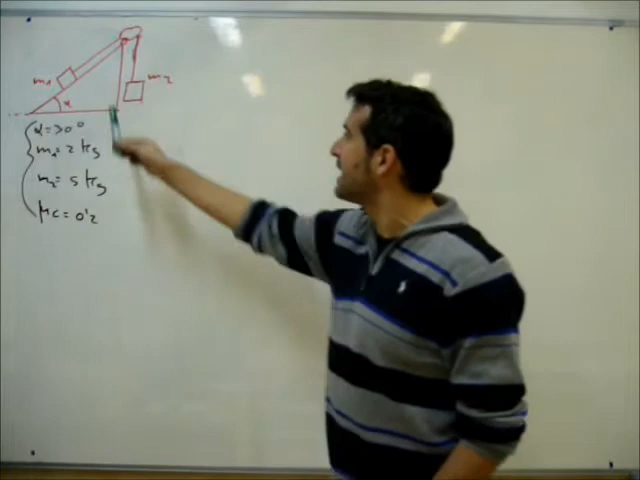 m1
α
m2
α = 30°
m1 = 2 kg
m2 = 5 kg
μc = 0'2